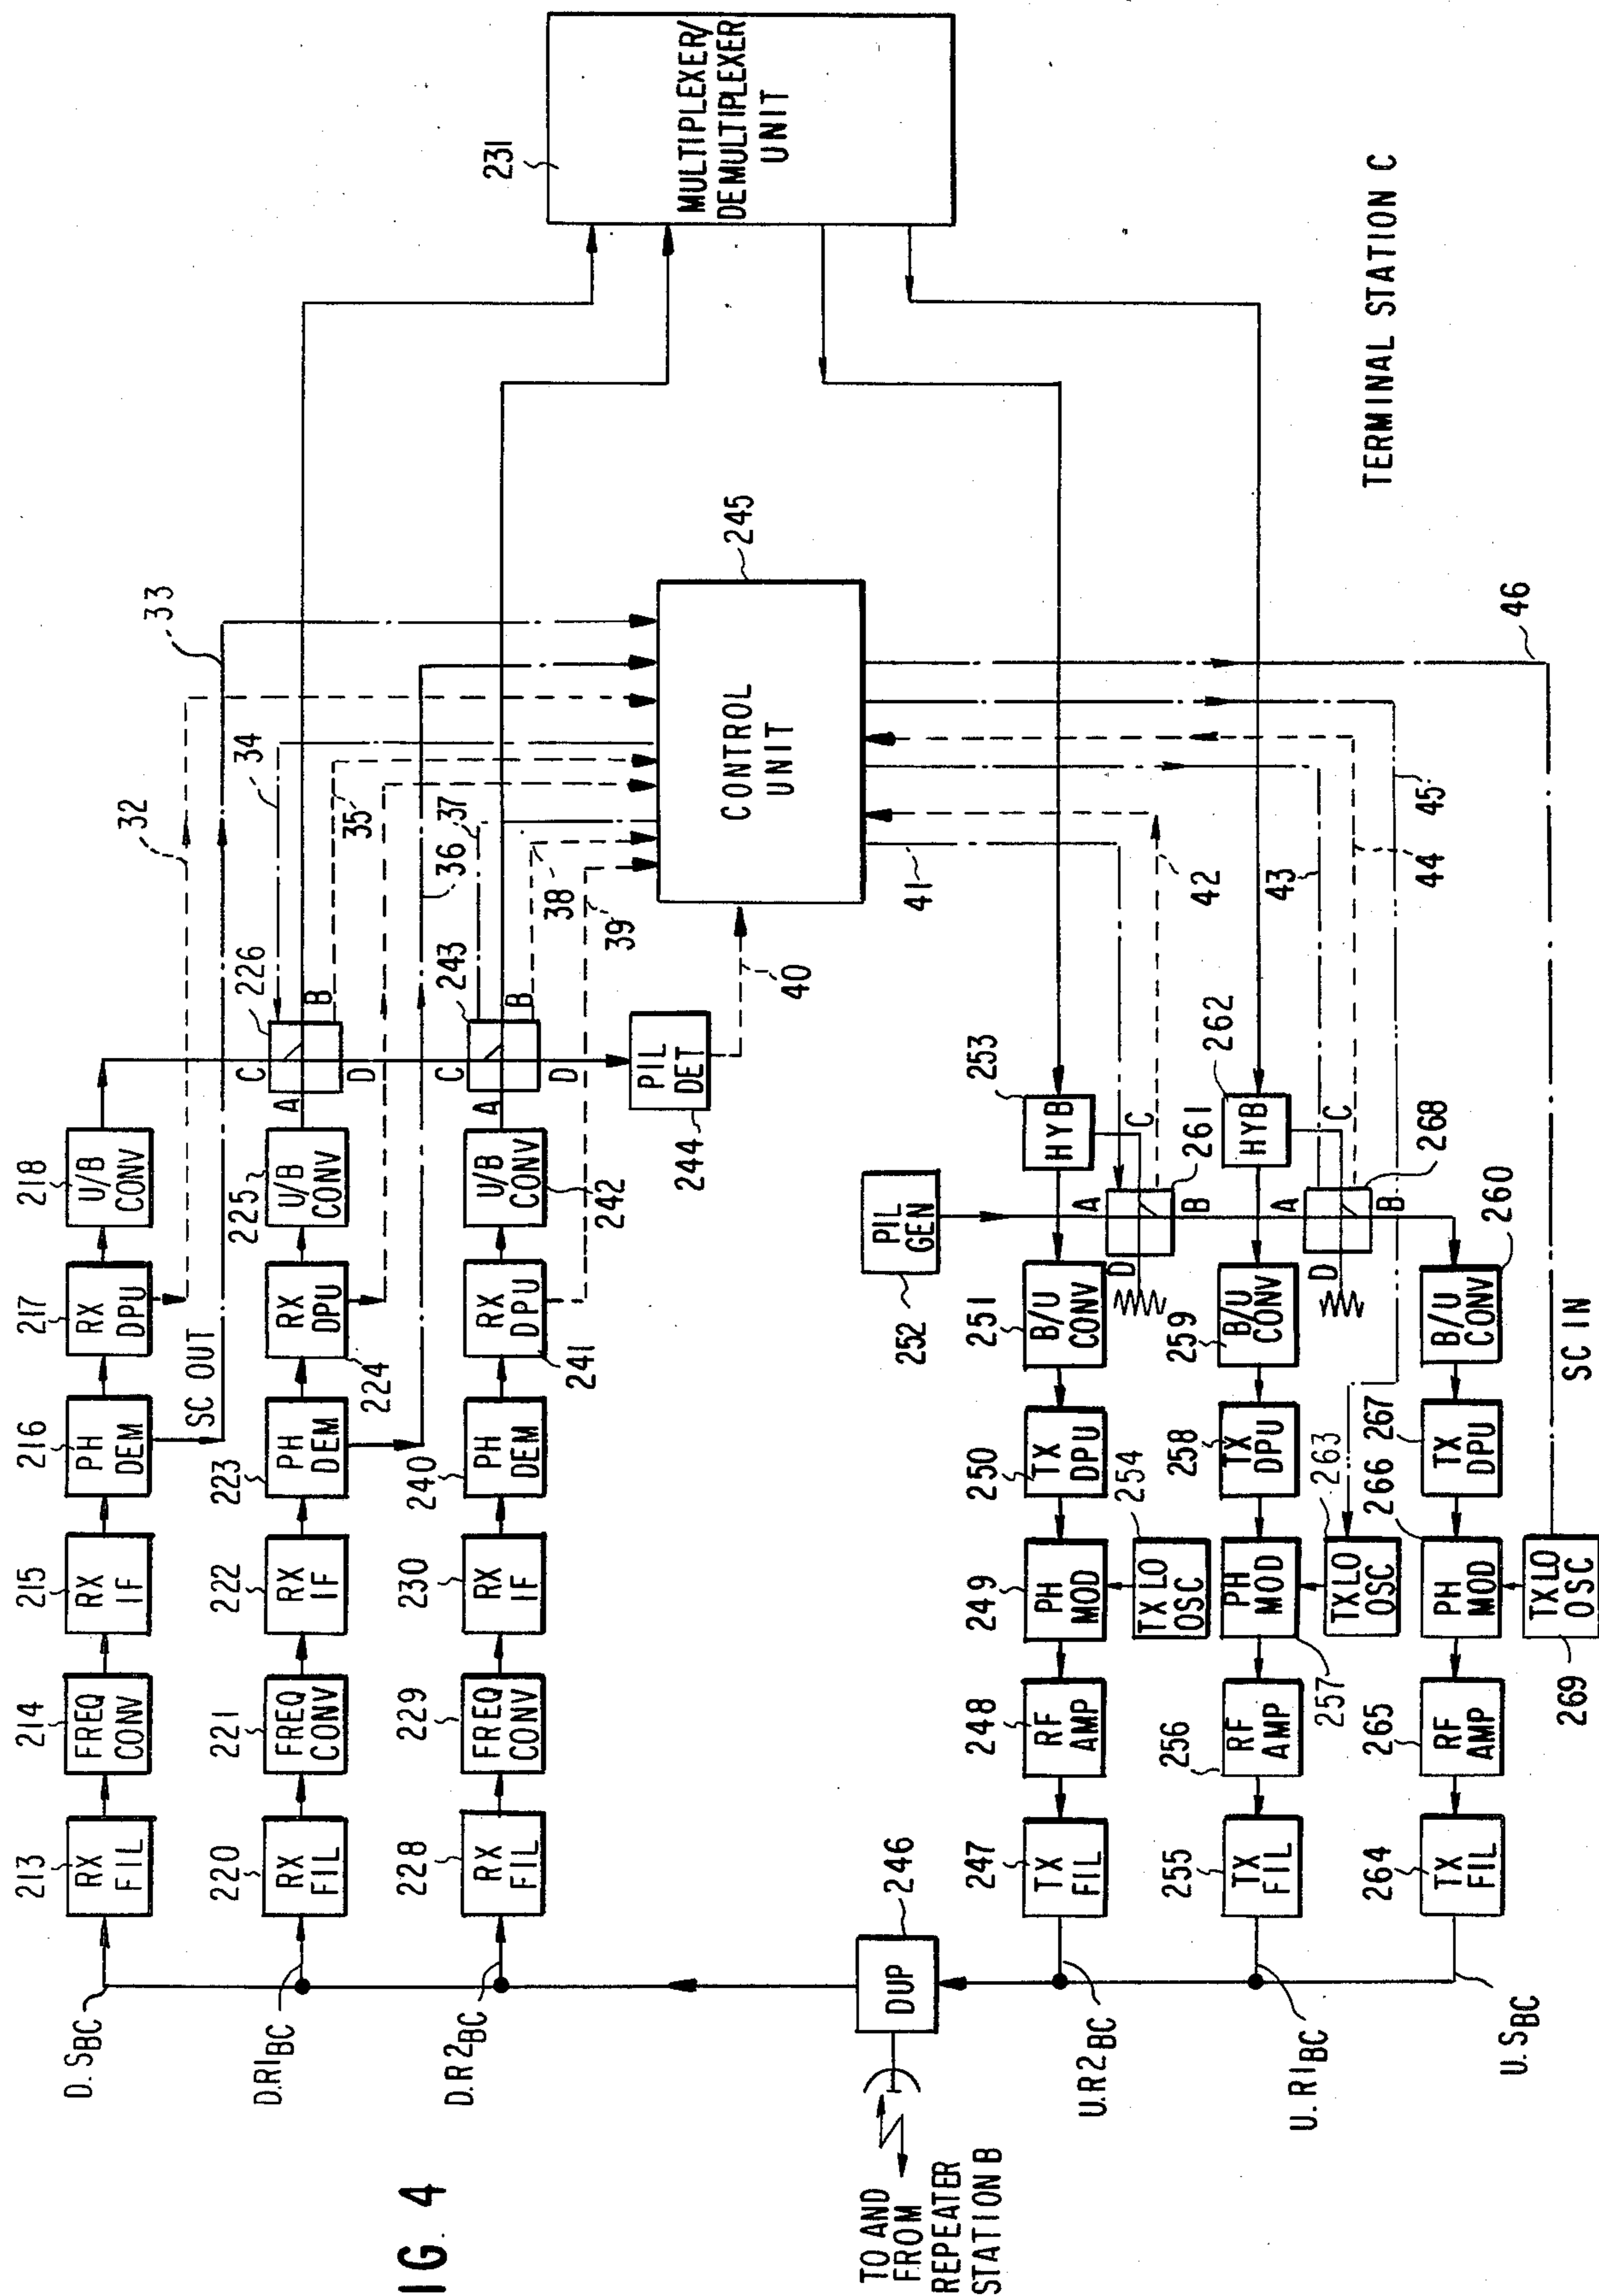 IG. 4
TERMINAL STATION C
TO AND
FROM
REPEATER
STATION B
246
DUP
D. SBC
213
RX
FIL
214
FREQ
CONV
215
RX
IF
216
PH
DEM
SC OUT
217
RX
DPU
218
U/B
CONV
32
33
D.R1BC
220
RX
FIL
221
FREQ
CONV
222
RX
IF
223
PH
DEM
224
RX
DPU
225
U/B
CONV
226
A
B
C
D
34
35
36
D.R2BC
228
RX
FIL
229
FREQ
CONV
230
RX
IF
240
PH
DEM
241
RX
DPU
242
U/B
CONV
243
A
B
C
D
37
38
39
244
PIL
DET
40
245
CONTROL
UNIT
231
MULTIPLEXER/
DEMULTIPLEXER
UNIT
U.R2BC
247
TX
FIL
248
RF
AMP
249
PH
MOD
250
TX
DPU
251
B/U
CONV
252
PIL
GEN
253
HYB
254
TX LO
OSC
261
A
B
C
D
41
42
U.R1BC
255
TX
FIL
256
RF
AMP
257
PH
MOD
258
TX
DPU
259
B/U
CONV
262
HYB
263
TX LO
OSC
268
A
B
C
D
43
44
45
U.SBC
264
TX
FIL
265
RF
AMP
266
PH
MOD
267
TX
DPU
260
B/U
CONV
269
TX LO
OSC
SC IN
46